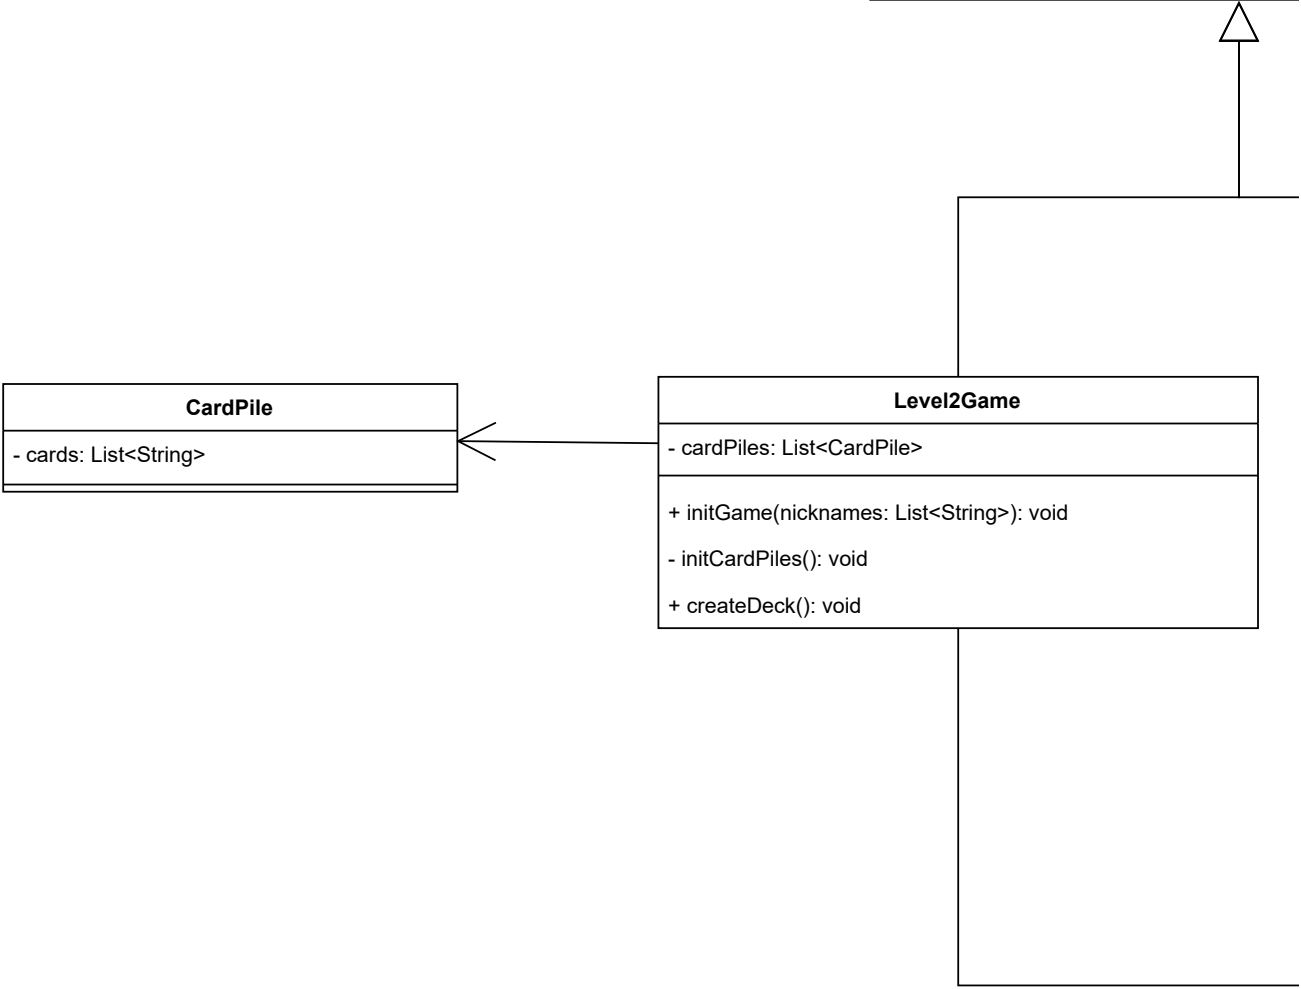 CardPile
- cards: List<String>
Level2Game
- cardPiles: List<CardPile>
+ initGame(nicknames: List<String>): void
- initCardPiles(): void
+ createDeck(): void